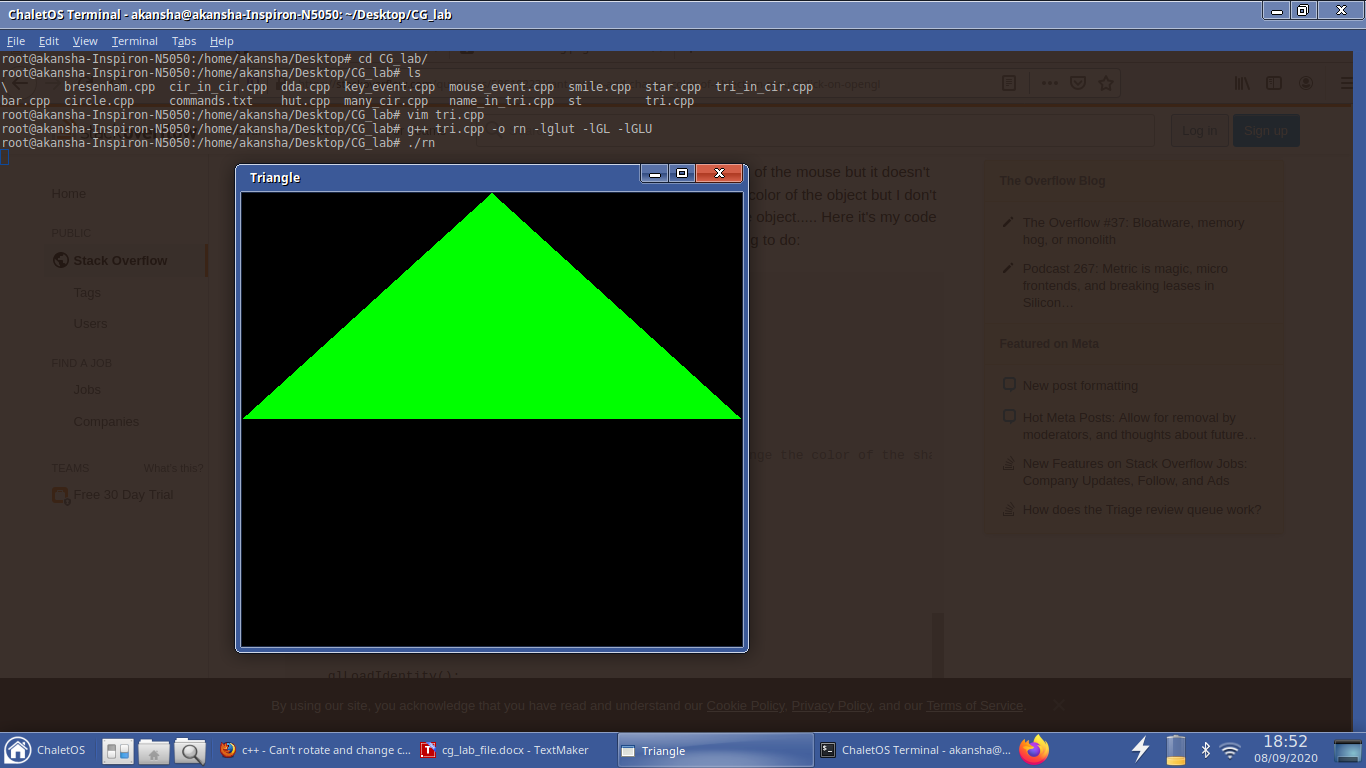 ChaletOS Terminal - akansha@akansha-Inspiron-N5050: ~/Desktop/CG_lab
File Edit View Terminal Tabs Help
root@akansha-Inspiron-N5050:/home/akansha/Desktop# cd CG_lab/
root@akansha-Inspiron-N5050:/home/akansha/Desktop/CG_lab# ls
\ bresenham.cpp cir_in_cir.cpp dda.cpp key_event.cpp mouse_event.cpp smile.cpp star.cpp tri_in_cir.cpp
bar.cpp circle.cpp commands.txt hut.cpp many_cir.cpp name_in_tri.cpp st tri.cpp
root@akansha-Inspiron-N5050:/home/akansha/Desktop/CG_lab# vim tri.cpp
root@akansha-Inspiron-N5050:/home/akansha/Desktop/CG_lab# g++ tri.cpp -o rn -lglut -lGL -lGLU
root@akansha-Inspiron-N5050:/home/akansha/Desktop/CG_lab# ./rn
-on-opengl
Log in Sign up
Triangle
of the mouse but it doesn't
color of the object but I don't
object..... Here it's my code
to do:
Home
PUBLIC
Stack Overflow
Tags
Users
FIND A JOB
Jobs
Companies
TEAMS What's this?
Free 30 Day Trial
The Overflow Blog
The Overflow #37: Bloatware, memory
hog, or monolith
Podcast 267: Metric is magic, micro
frontends, and breaking leases in
Silicon…
Featured on Meta
New post formatting
Hot Meta Posts: Allow for removal by
moderators, and thoughts about future…
New Features on Stack Overflow Jobs:
Company Updates, Follow, and Ads
How does the Triage review queue work?
the color of the
glLoadIdentity();
By using our site, you acknowledge that you have read and understand our Cookie Policy, Privacy Policy, and our Terms of Service.
ChaletOS
c++ - Can't rotate and change c...
cg_lab_file.docx - TextMaker
Triangle
ChaletOS Terminal - akansha@...
18:52
08/09/2020